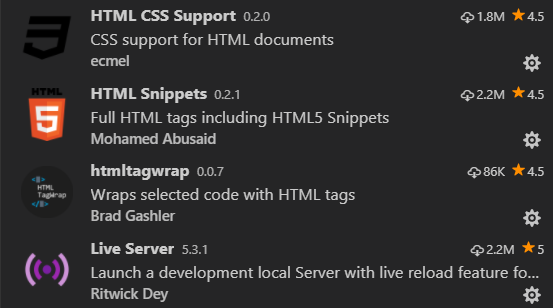 HTML CSS Support 0.2.0 1.8M 4.5
CSS support for HTML documents
ecmel
HTML
5
HTML Snippets 0.2.1 2.2M 4.5
Full HTML tags including HTML5 Snippets
Mohamed Abusaid
<B>
HTML
TagWrap
</B>
htmltagwrap 0.0.7 86K 4.5
Wraps selected code with HTML tags
Brad Gashler
Live Server 5.3.1 2.2M 5
Launch a development local Server with live reload feature fo...
Ritwick Dey